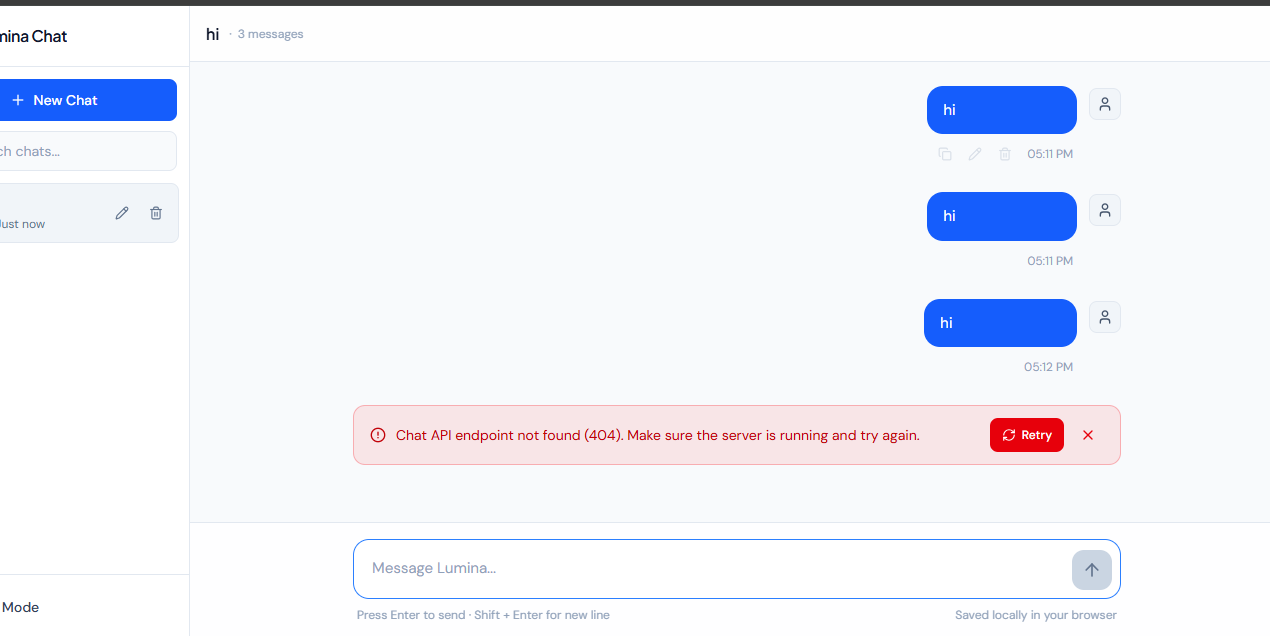 mina Chat
hi · 3 messages
+ New Chat
ch chats...
Just now
hi
05:11 PM
hi
05:11 PM
hi
05:12 PM
Chat API endpoint not found (404). Make sure the server is running and try again.
Retry
Message Lumina...
Press Enter to send · Shift + Enter for new line
Saved locally in your browser
Mode